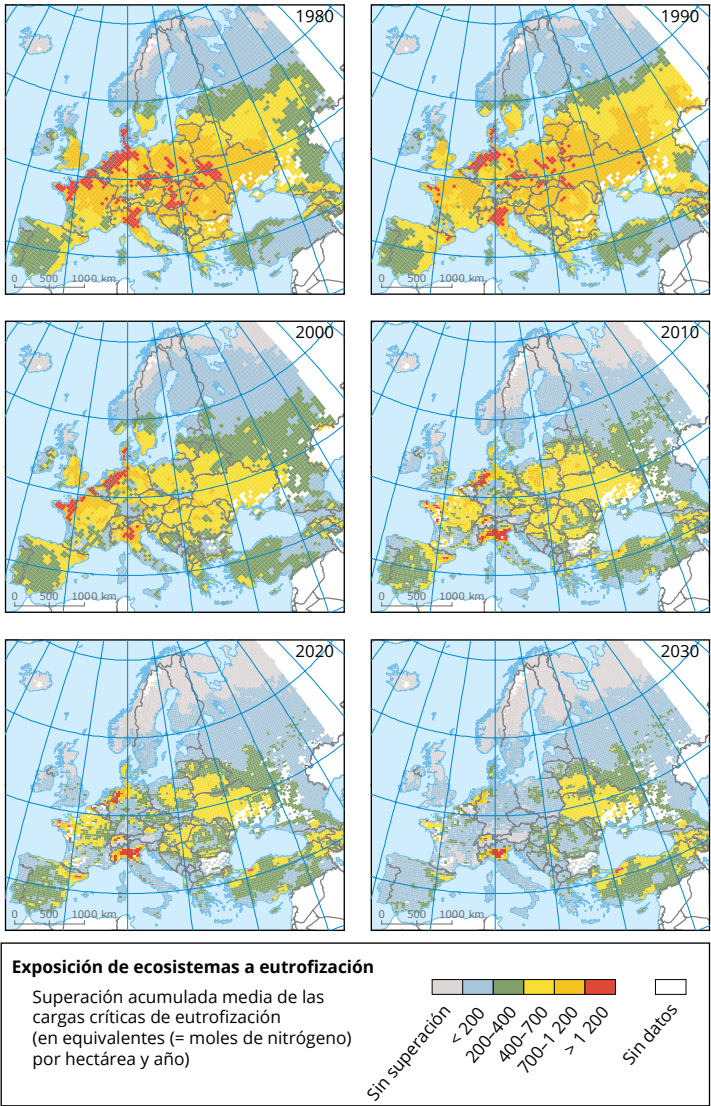 1980
0 500 1000 km
1990
0 500 1000 km
2000
0 500 1000 km
2010
0 500 1000 km
2020
0 500 1000 km
2030
0 500 1000 km
Exposición de ecosistemas a eutrofización
Superación acumulada media de las
cargas críticas de eutrofización
(en equivalentes (= moles de nitrógeno)
por hectárea y año)
Sin superación
< 200
200–400
400–700
700–1 200
> 1 200
Sin datos